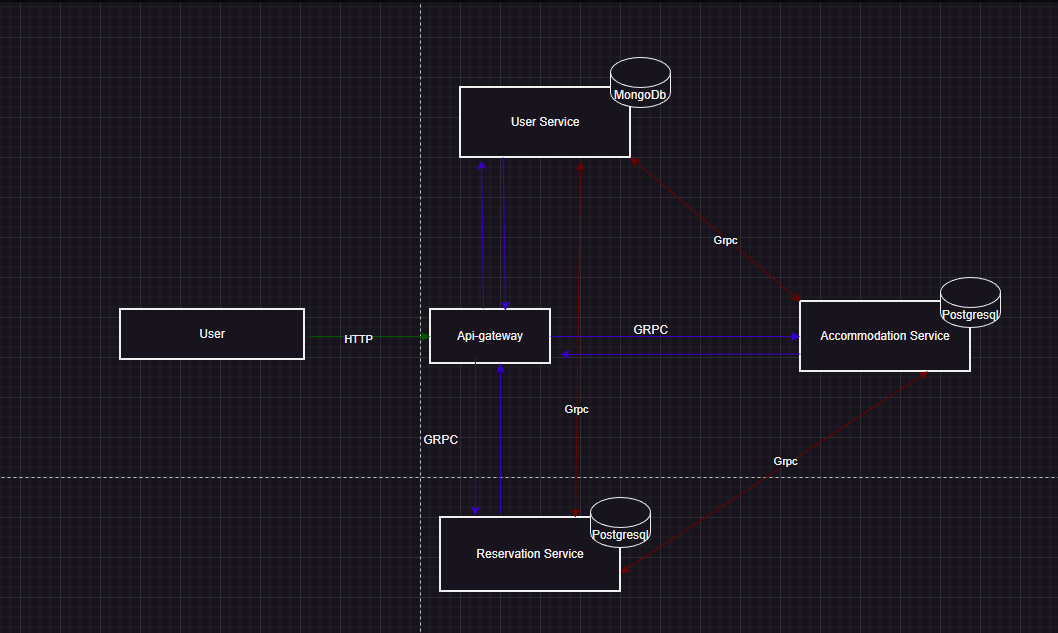 MongoDb
User Service
Grpc
Postgresql
User
HTTP
Api-gateway
GRPC
Accommodation Service
Grpc
GRPC
Grpc
Postgresql
Reservation Service